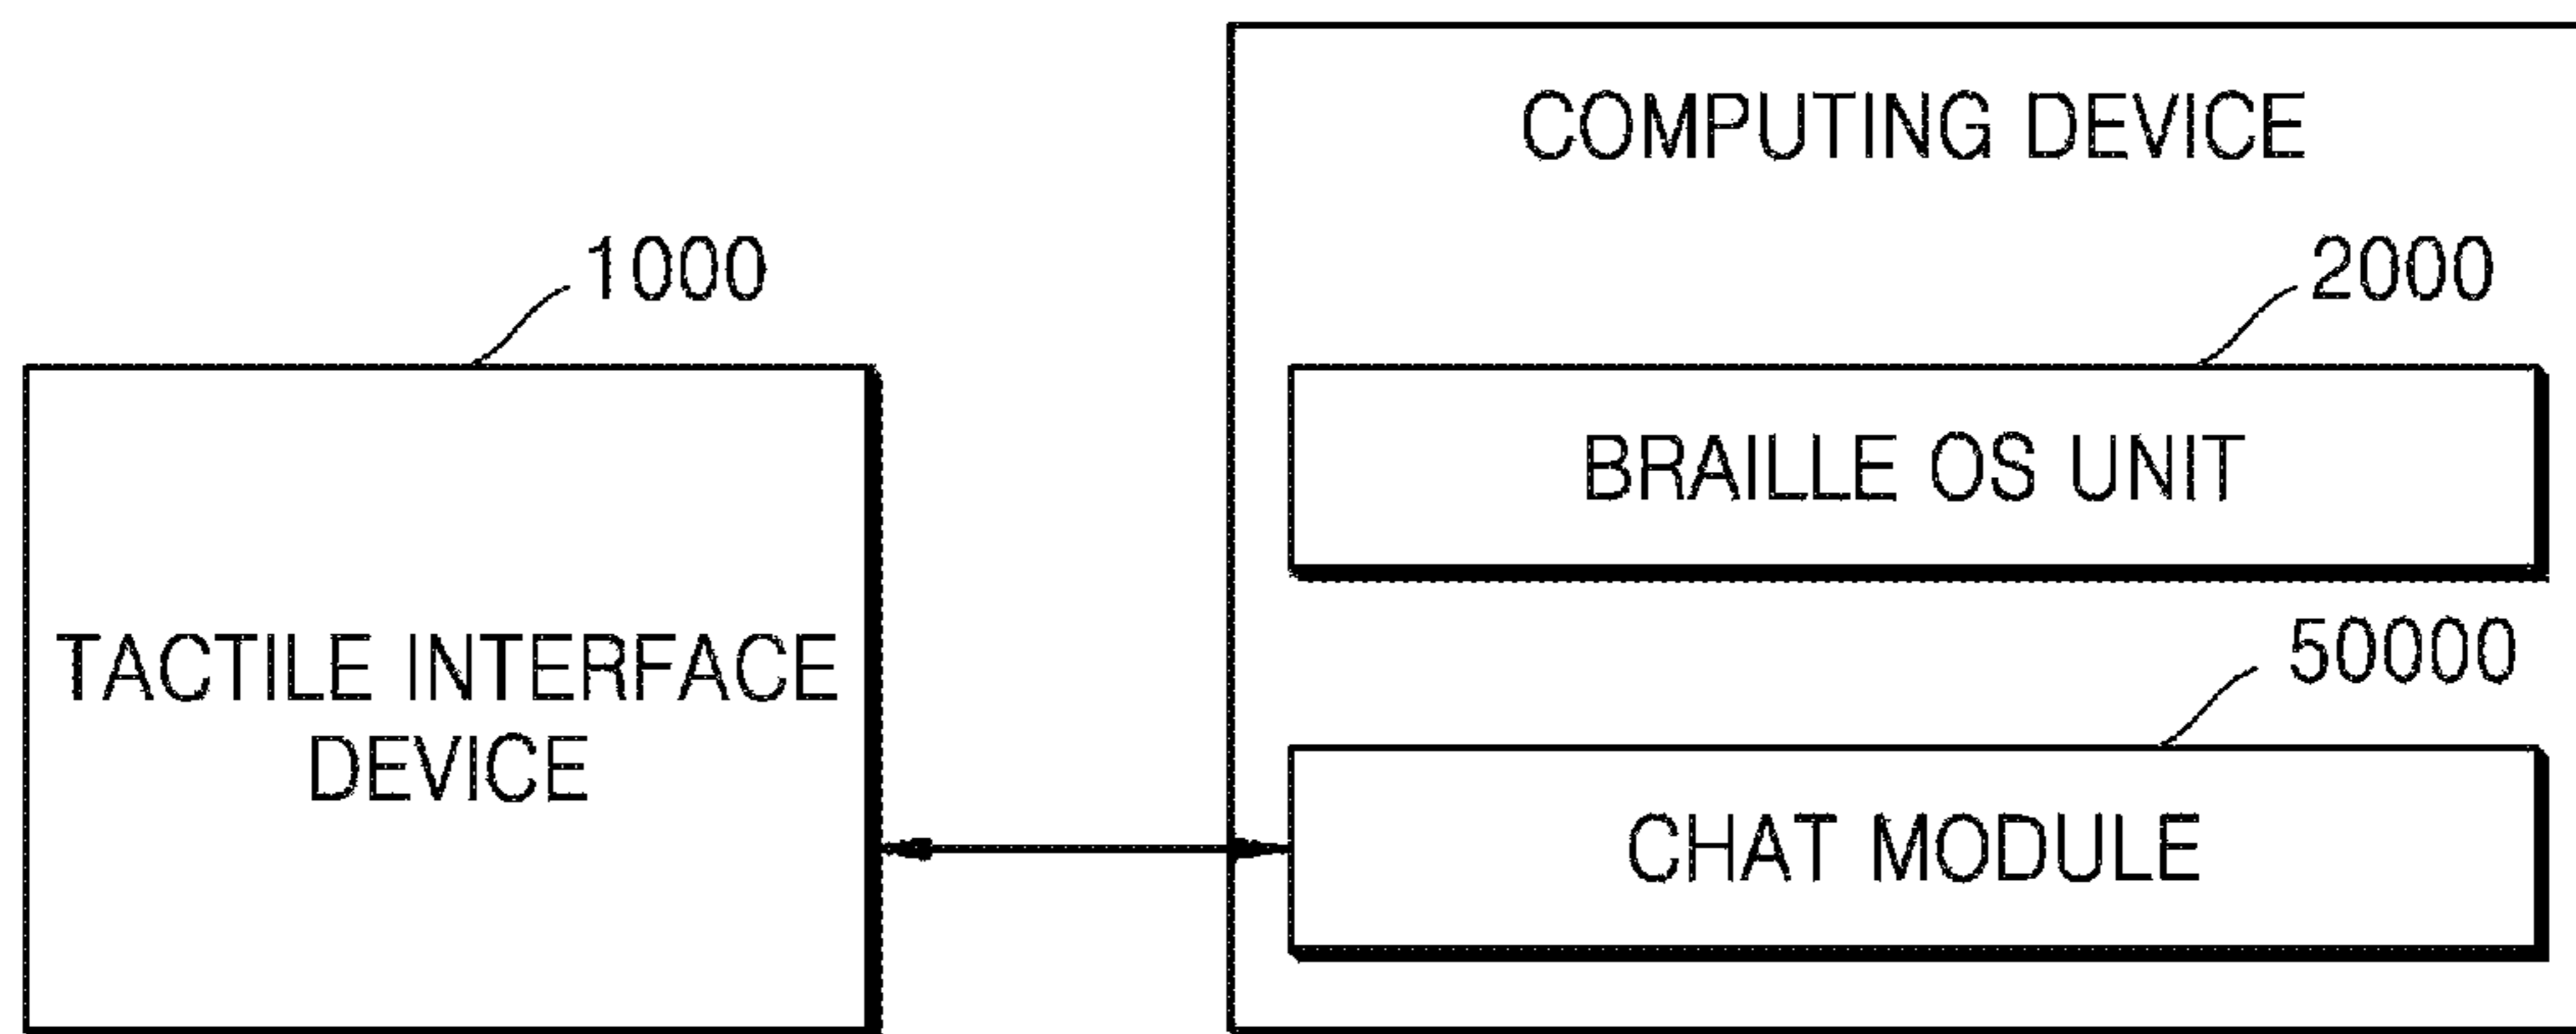 COMPUTING DEVICE
1000
2000
BRAILLE OS UNIT
TACTILE INTERFACE
DEVICE
50000
CHAT MODULE